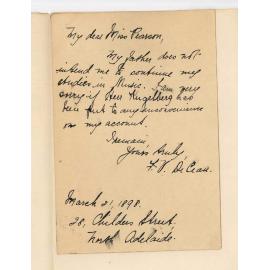 My dear Miss Pearson,
My father does not
intend me to continue my
studies in Music. I am very
sorry if Herr Kugelberg has
been put to any inconvenience
on my account.
I remain
Yours truly
F. V. De
March 21, 1898.
28, Childers Street.
North Adelaide.